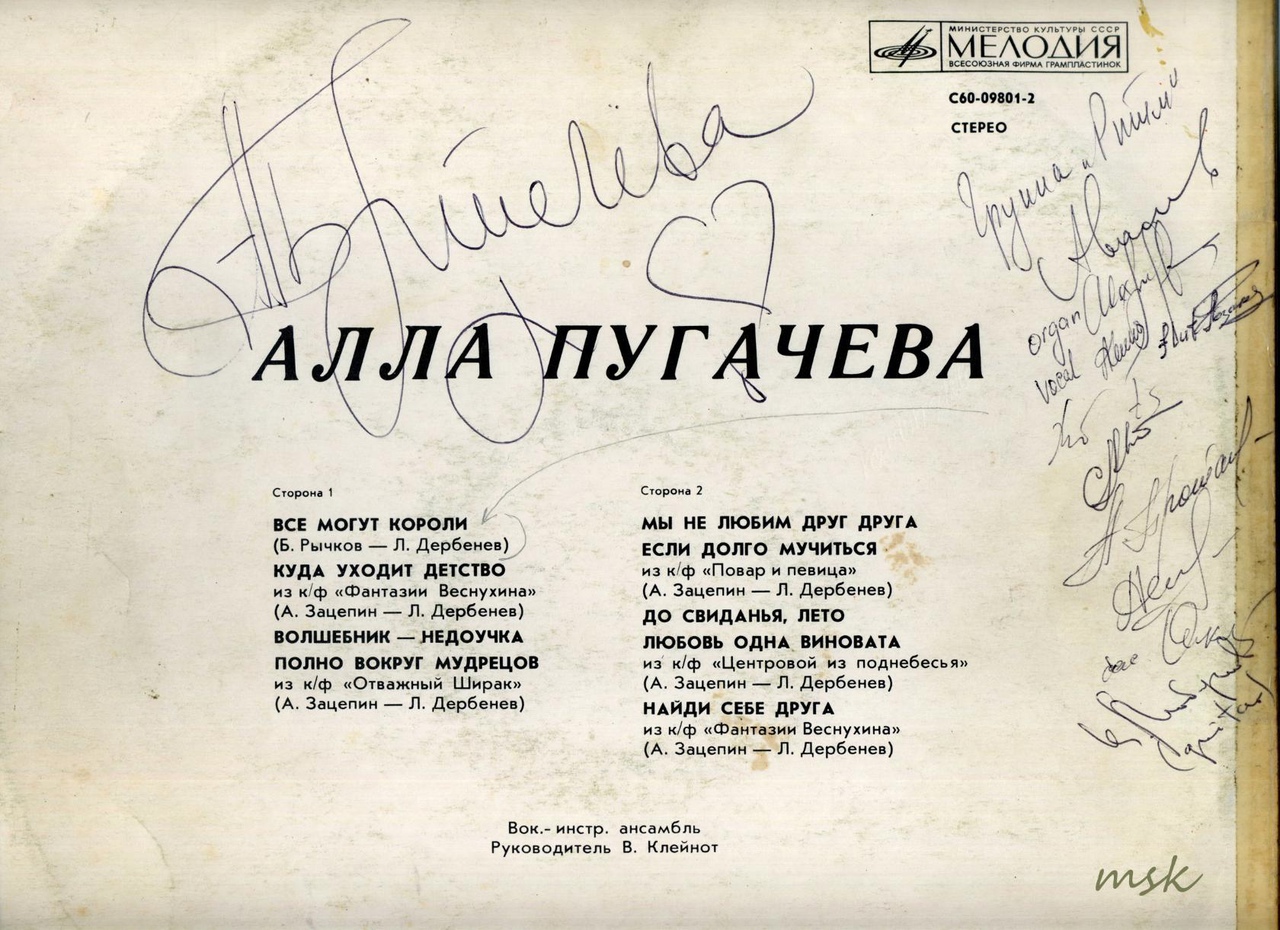 МИНИСТЕРСТВО КУЛЬТУРЫ СССР
МЕЛОДИЯ
ВСЕСОЮЗНАЯ ФИРМА ГРАМПЛАСТИНОК
С60-09801-2
СТЕРЕО
Группа "Ритм"
organ
vocal
АЛЛА ПУГАЧЕВА
Сторона 1
ВСЕ МОГУТ КОРОЛИ
(Б. Рычков — Л. Дербенев)
КУДА УХОДИТ ДЕТСТВО
из к/ф «Фантазии Веснухина»
(А. Зацепин — Л. Дербенев)
ВОЛШЕБНИК — НЕДОУЧКА
ПОЛНО ВОКРУГ МУДРЕЦОВ
из к/ф «Отважный Ширак»
(А. Зацепин — Л. Дербенев)
Сторона 2
МЫ НЕ ЛЮБИМ ДРУГ ДРУГА
ЕСЛИ ДОЛГО МУЧИТЬСЯ
из к/ф «Повар и певица»
(А. Зацепин — Л. Дербенев)
ДО СВИДАНЬЯ, ЛЕТО
ЛЮБОВЬ ОДНА ВИНОВАТА
из к/ф «Центровой из поднебесья»
(А. Зацепин — Л. Дербенев)
НАЙДИ СЕБЕ ДРУГА
из к/ф «Фантазии Веснухина»
(А. Зацепин — Л. Дербенев)
Вок.- инстр. ансамбль
Руководитель В. Клейнот
msk